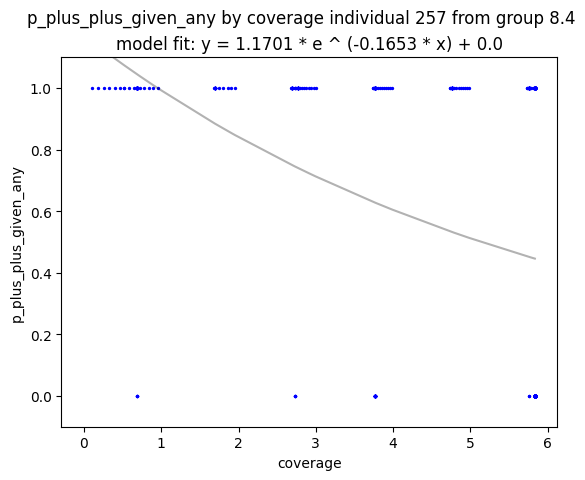 p_plus_plus_given_any by coverage individual 257 from group 8.4
model fit: y = 1.1701 * e ^ (-0.1653 * x) + 0.0
p_plus_plus_given_any
1.0
0.8
0.6
0.4
0.2
0.0
0 1 2 3 4 5 6
coverage